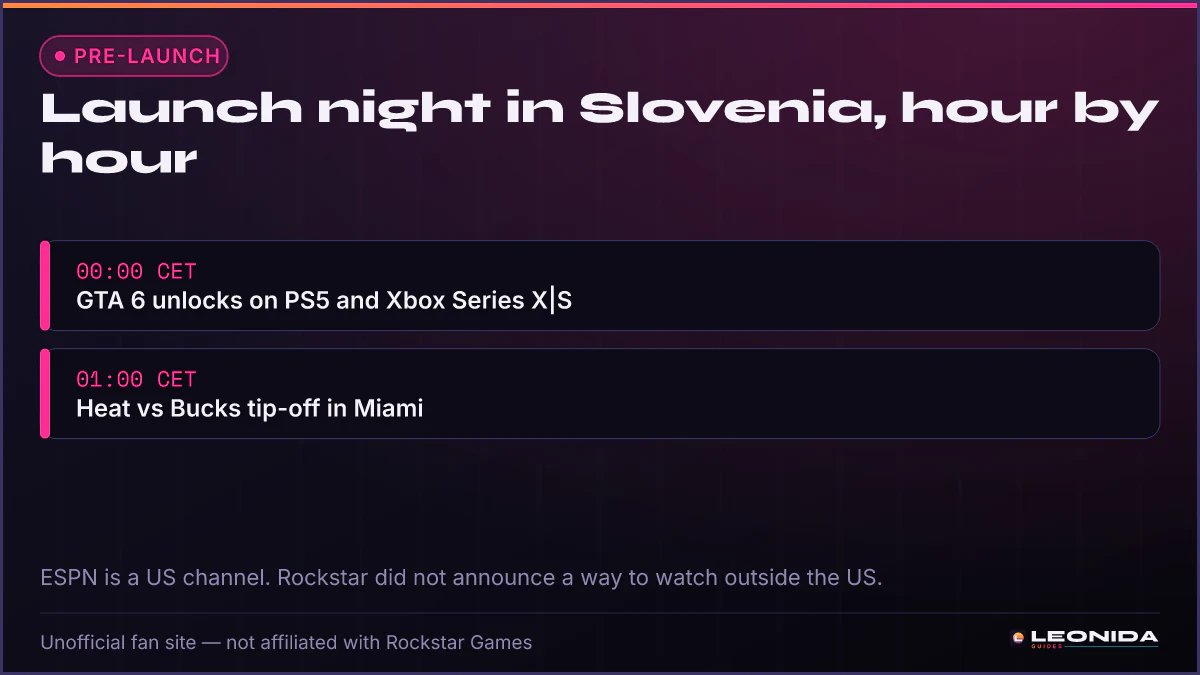 PRE-LAUNCH
Launch night in Slovenia, hour by
hour
00:00 CET
GTA 6 unlocks on PS5 and Xbox Series X|S
01:00 CET
Heat vs Bucks tip-off in Miami
ESPN is a US channel. Rockstar did not announce a way to watch outside the US.
Unofficial fan site — not affiliated with Rockstar Games
LEONIDA
GUIDES